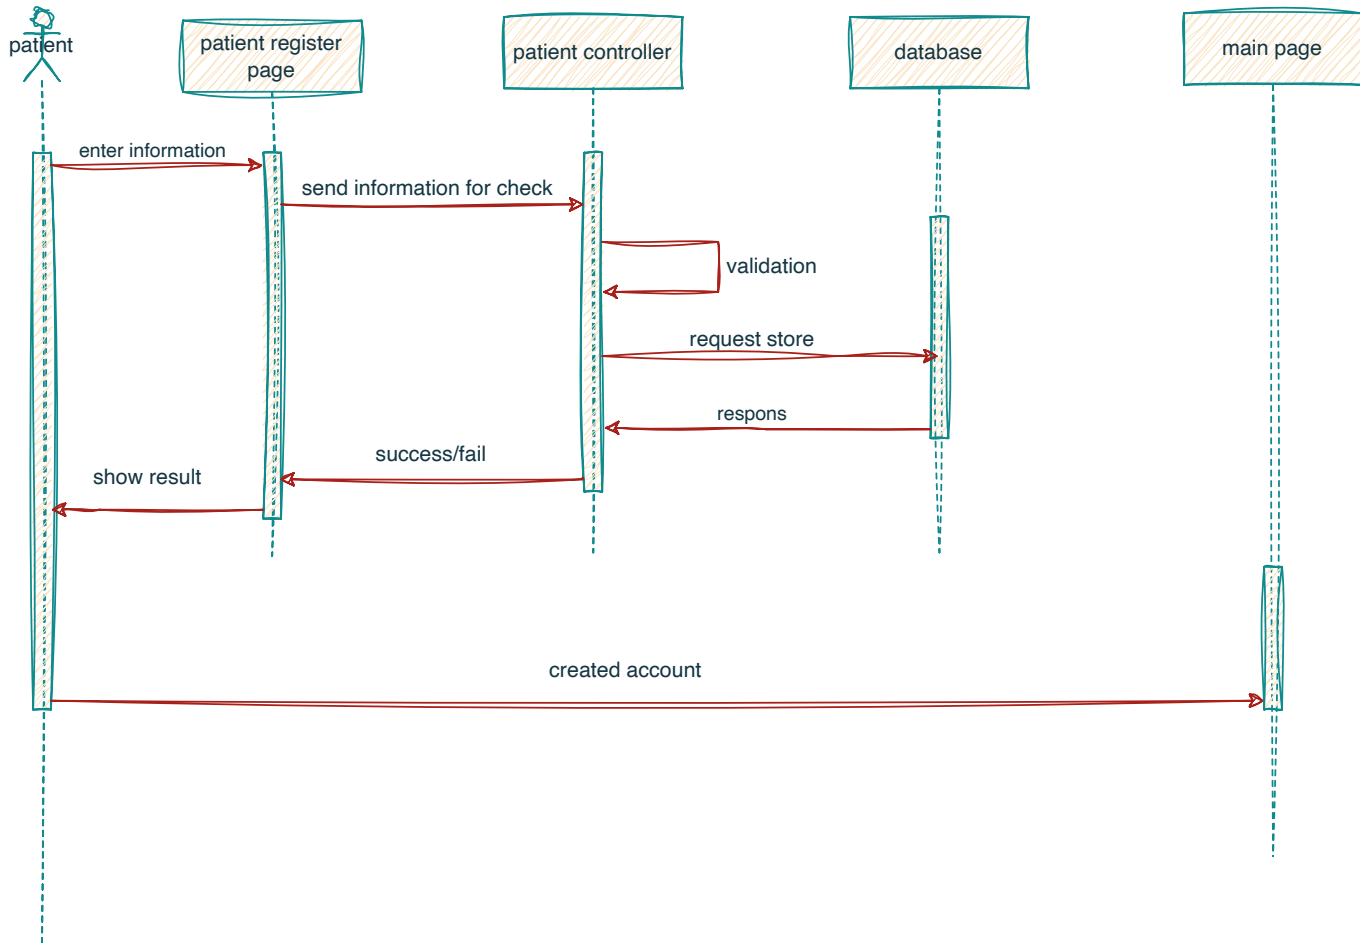 patient
patient register
page
patient controller
database
main page
enter information
send information for check
validation
request store
respons
success/fail
show result
created account